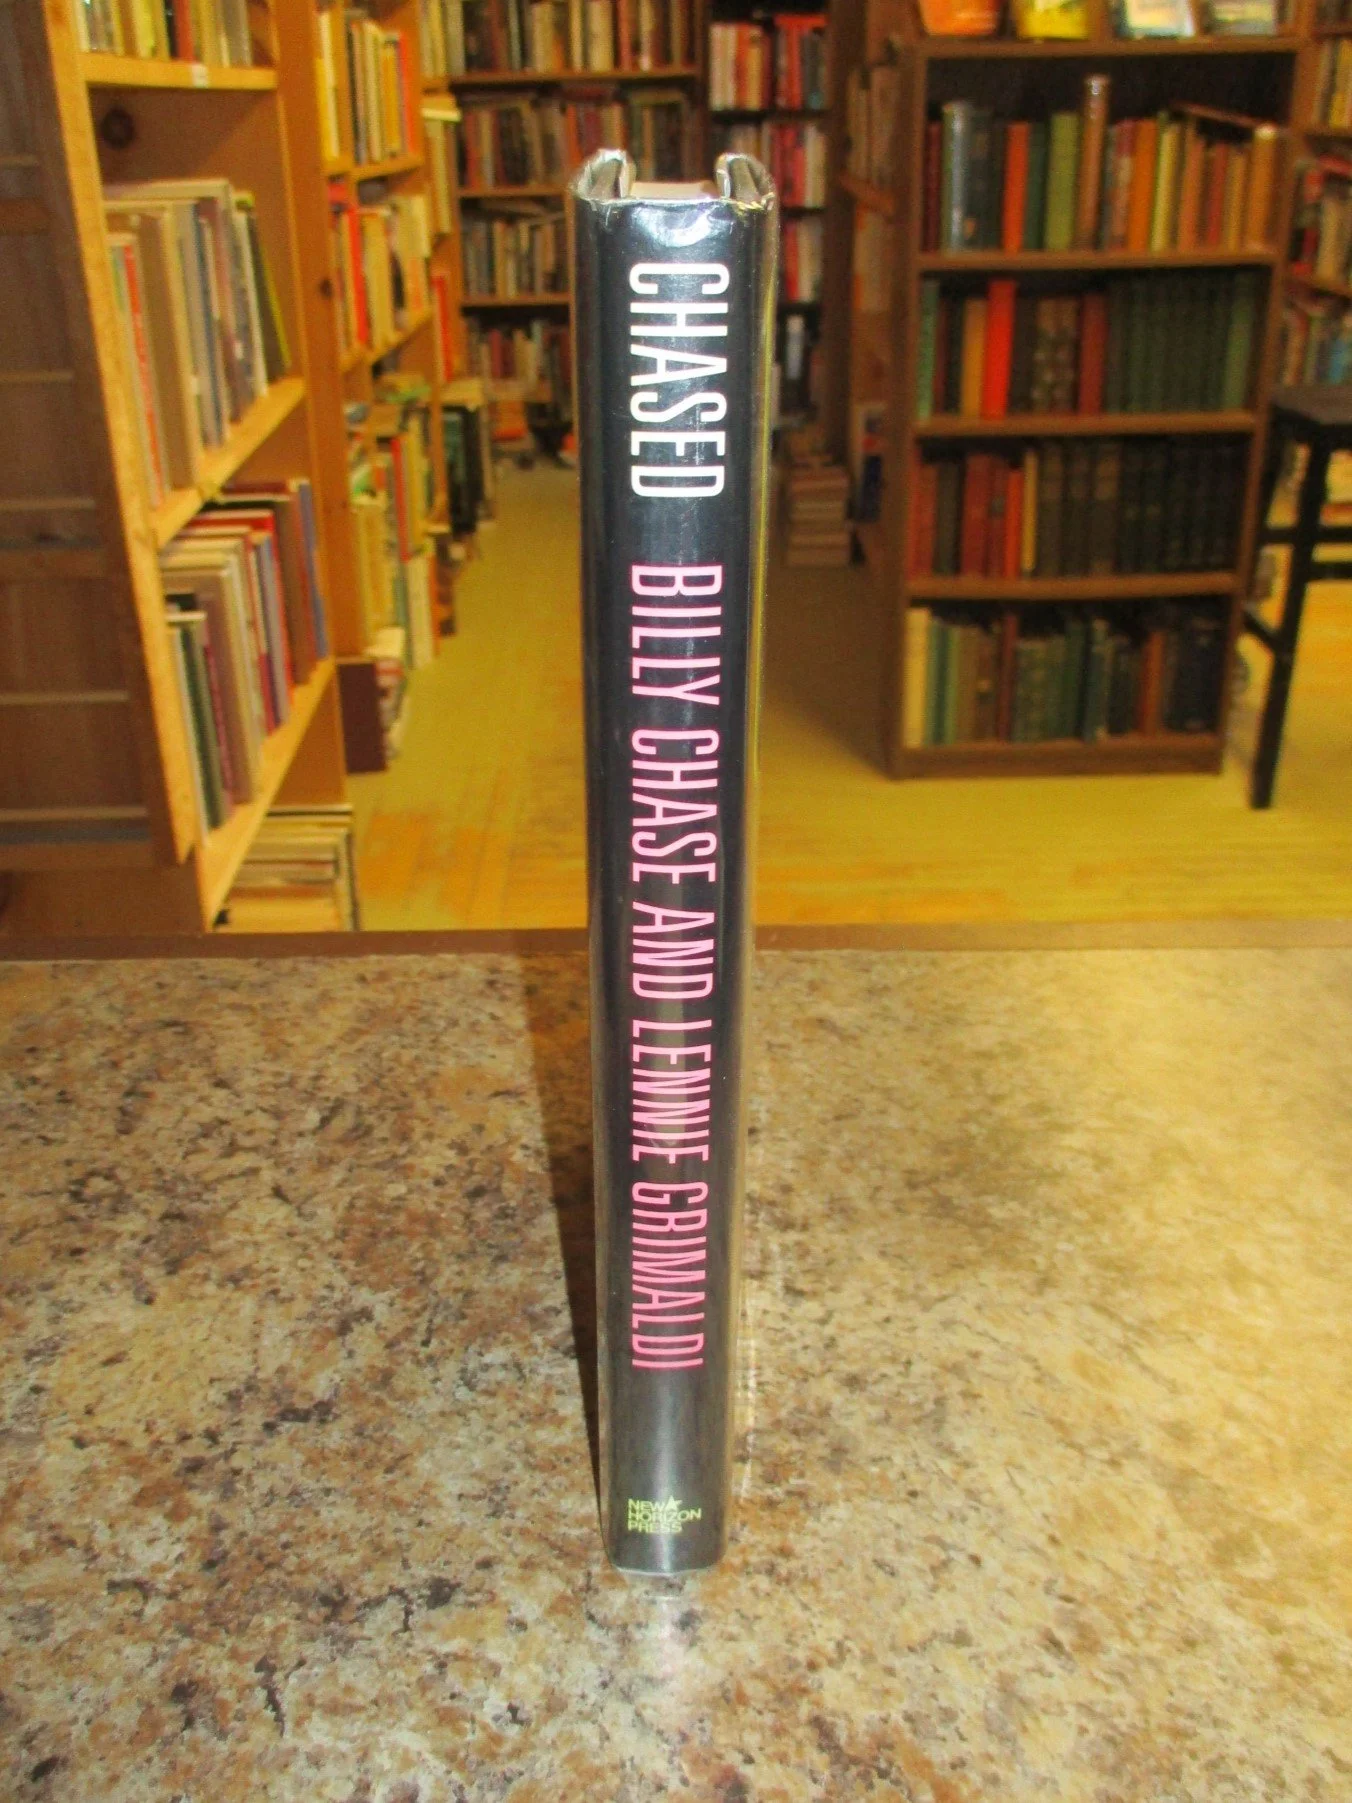 CHASED
BILLY CHASE AND LENNIE GRIMALDI
NEW
HORIZON
PRESS